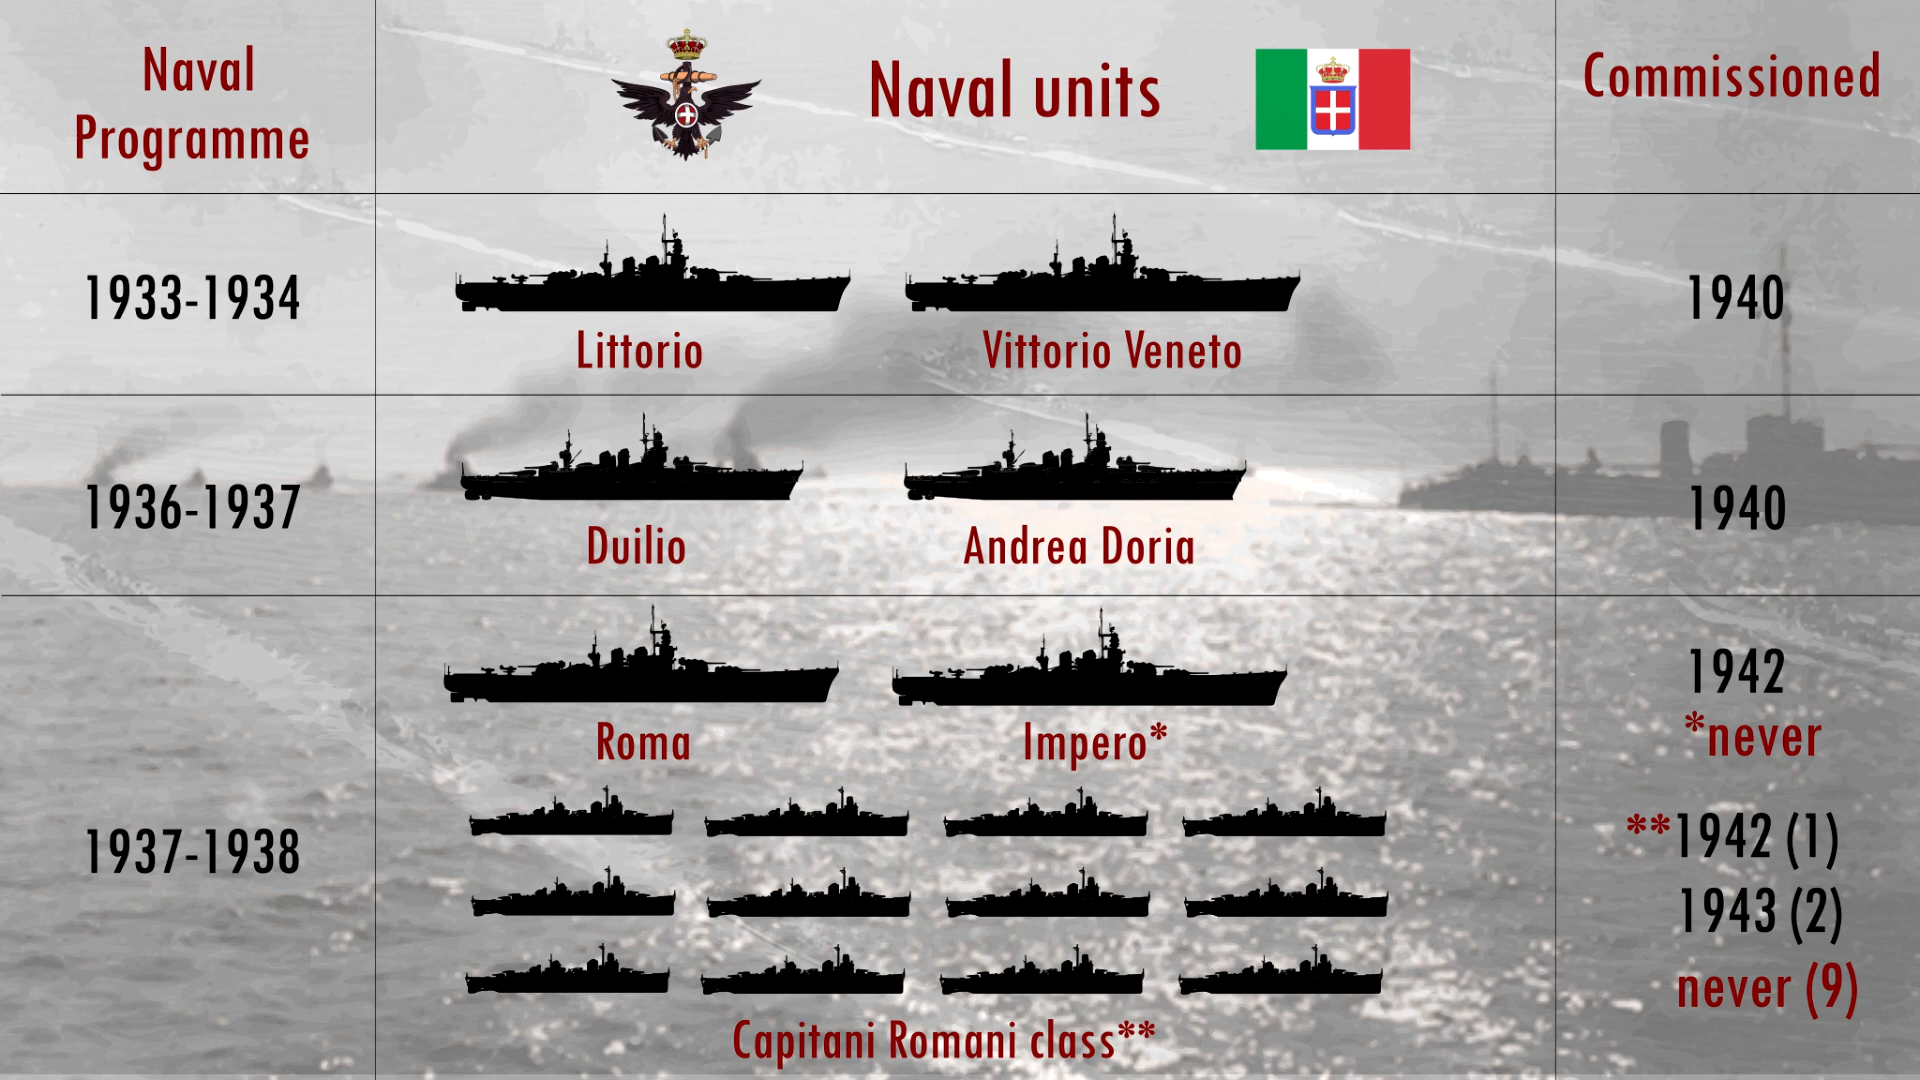 Naval
Programme
Naval units
Commissioned
1933-1934
Littorio
Vittorio Veneto
1940
1936-1937
Duilio
Andrea Doria
1940
1937-1938
Roma
Impero*
1942
*never
Capitani Romani class**
**1942 (1)
1943 (2)
never (9)